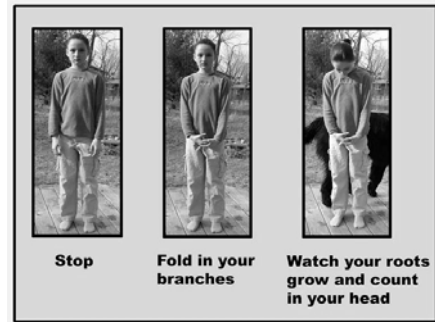 Stop
Fold in your
branches
Watch your roots
grow and count
in your head